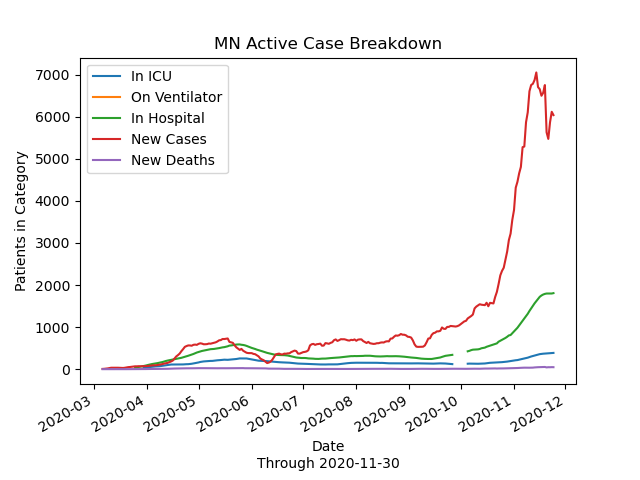 MN Active Case Breakdown
In ICU
On Ventilator
In Hospital
New Cases
New Deaths
Patients in Category
7000
6000
5000
4000
3000
2000
1000
0
2020-03
2020-04
2020-05
2020-06
2020-07
2020-08
2020-09
2020-10
2020-11
2020-12
Date
Through 2020-11-30